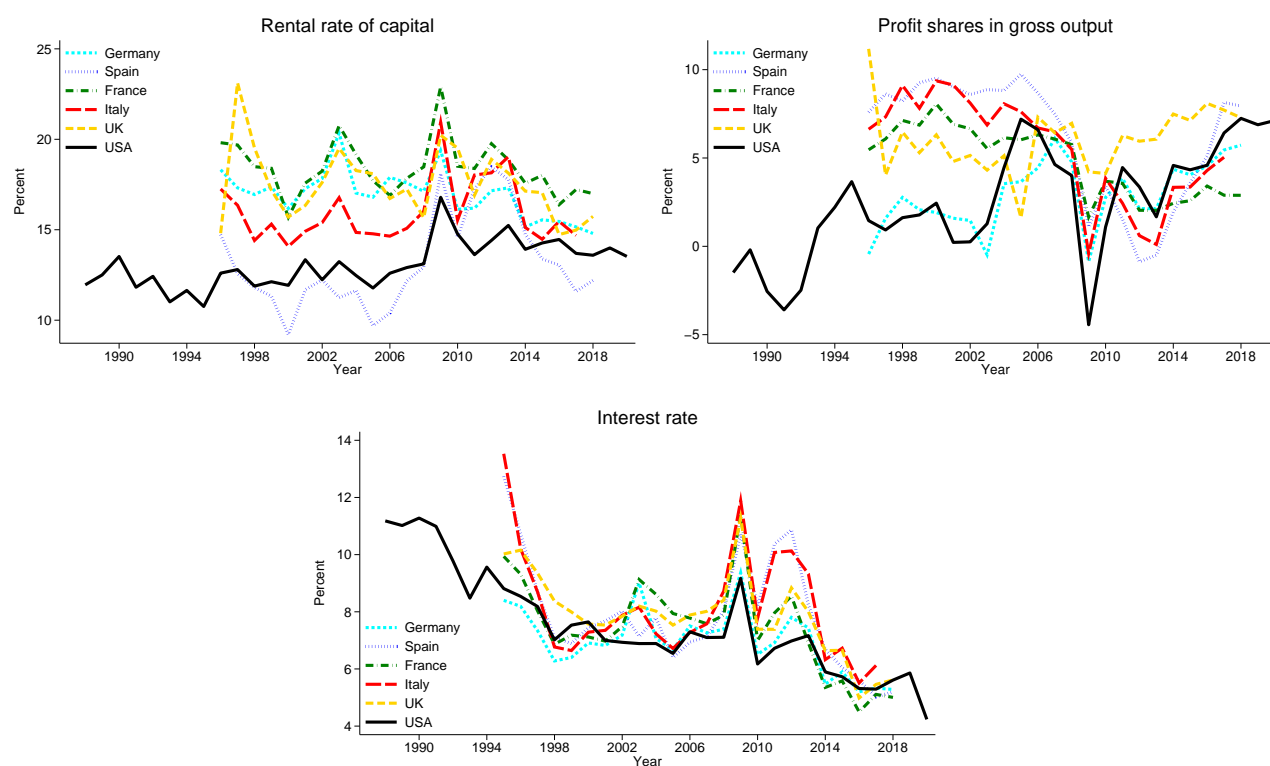 Rental rate of capital
25
20
15
10
Percent
Germany
Spain
France
Italy
UK
USA
1990 1994 1998 2002 2006 2010 2014 2018
Year
Profit shares in gross output
10
5
0
−5
Percent
Germany
Spain
France
Italy
UK
USA
1990 1994 1998 2002 2006 2010 2014 2018
Year
Interest rate
14
12
10
8
6
4
Percent
Germany
Spain
France
Italy
UK
USA
1990 1994 1998 2002 2006 2010 2014 2018
Year